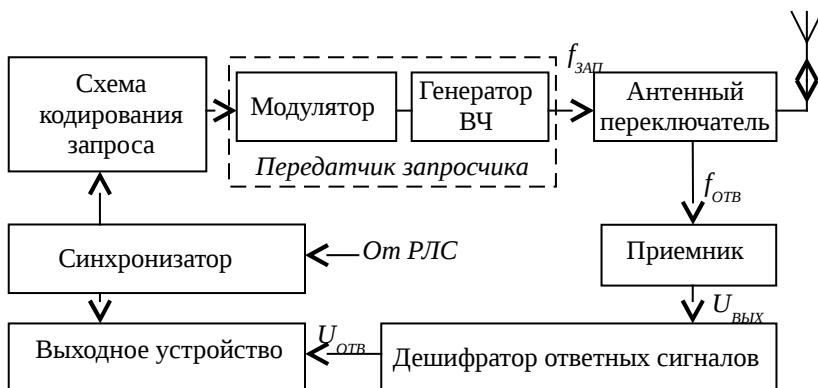 Схема
кодирования
запроса
Модулятор
Генератор
ВЧ
Передатчик запросчика
f_ЗАП
Антенный
переключатель
f_ОТВ
Синхронизатор
От РЛС
Приемник
U_ВЫХ
Выходное устройство
U_ОТВ
Дешифратор ответных сигналов